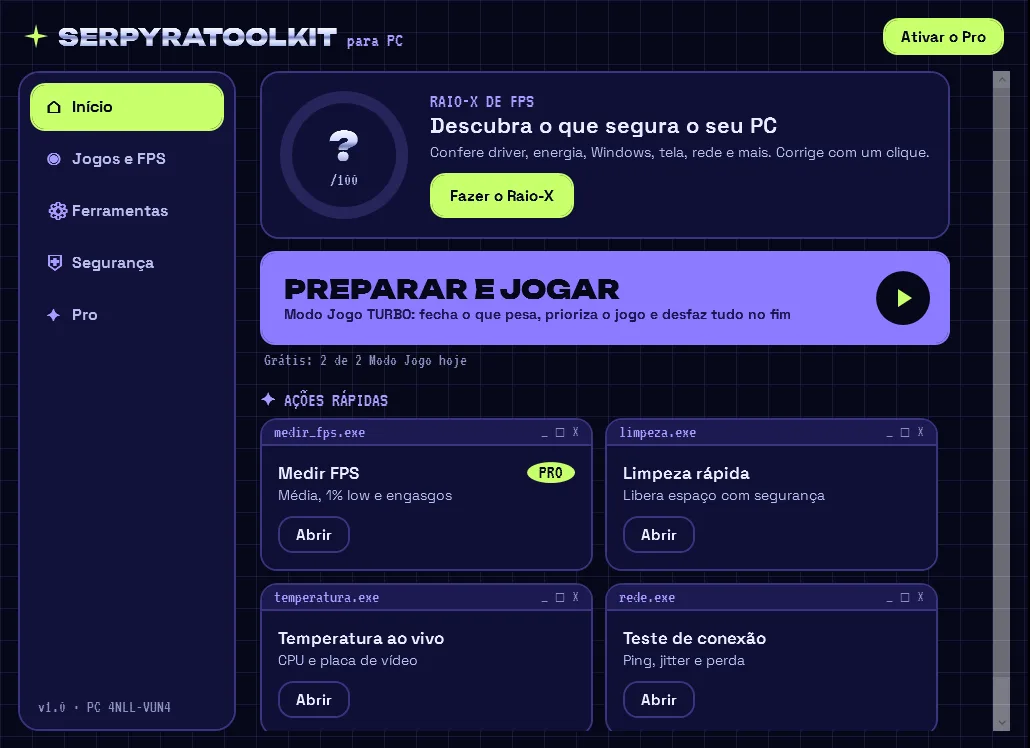 SERPYRATOOLKIT para PC
Ativar o Pro
Início
Jogos e FPS
Ferramentas
Segurança
Pro
v1.0 · PC 4NLL-VUN4
RAIO-X DE FPS
Descubra o que segura o seu PC
Confere driver, energia, Windows, tela, rede e mais. Corrige com um clique.
?
/100
Fazer o Raio-X
PREPARAR E JOGAR
Modo Jogo TURBO: fecha o que pesa, prioriza o jogo e desfaz tudo no fim
Grátis: 2 de 2 Modo Jogo hoje
AÇÕES RÁPIDAS
medir_fps.exe
Medir FPS
PRO
Média, 1% low e engasgos
Abrir
limpeza.exe
Limpeza rápida
Libera espaço com segurança
Abrir
temperatura.exe
Temperatura ao vivo
CPU e placa de vídeo
Abrir
rede.exe
Teste de conexão
Ping, jitter e perda
Abrir